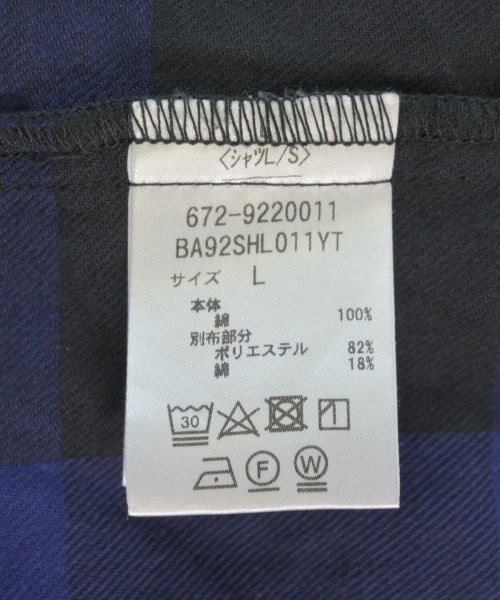 〈シャツL/S〉
672-9220011
BA92SHL011YT
サイズ L
本体
綿 100%
別布部分
ポリエステル 82%
綿 18%
30
F W